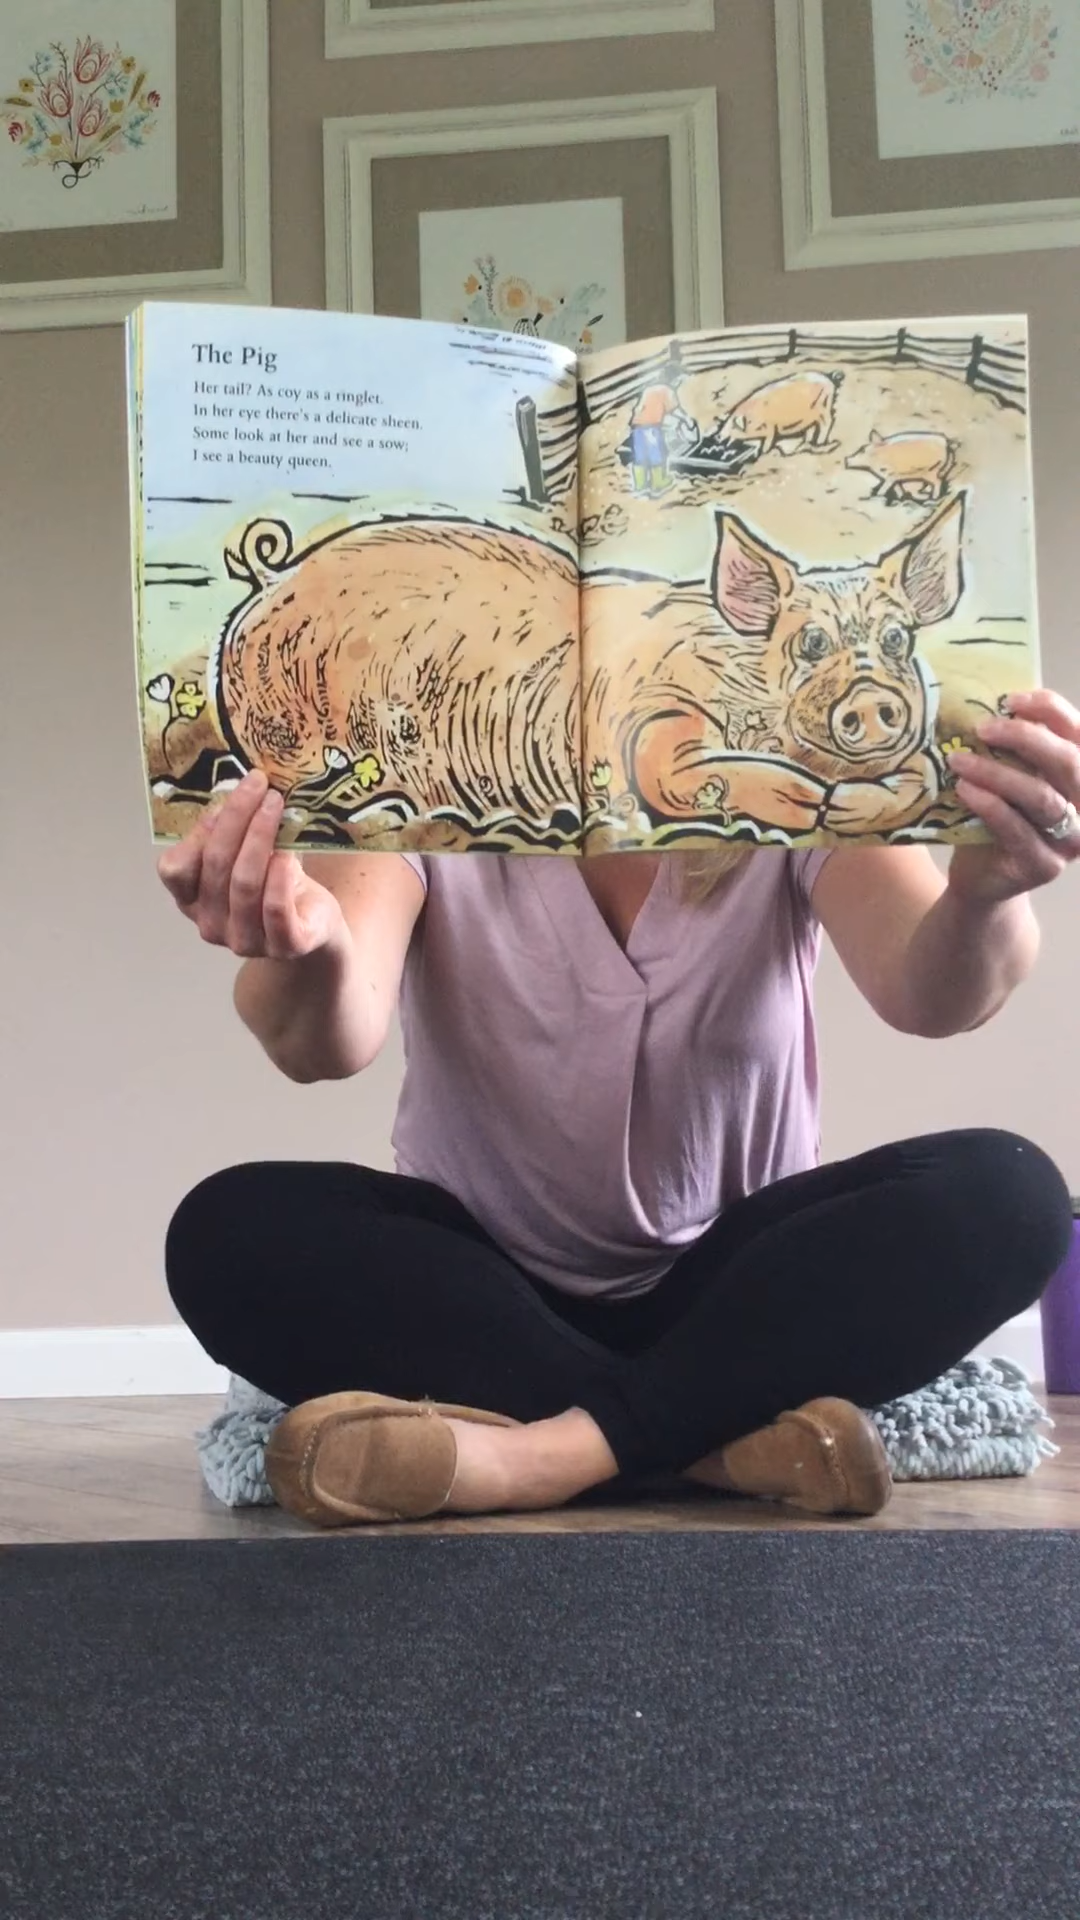 The Pig
Her tail? As coy as a ringlet.
In her eye there's a delicate sheen.
Some look at her and see a sow;
I see a beauty queen.